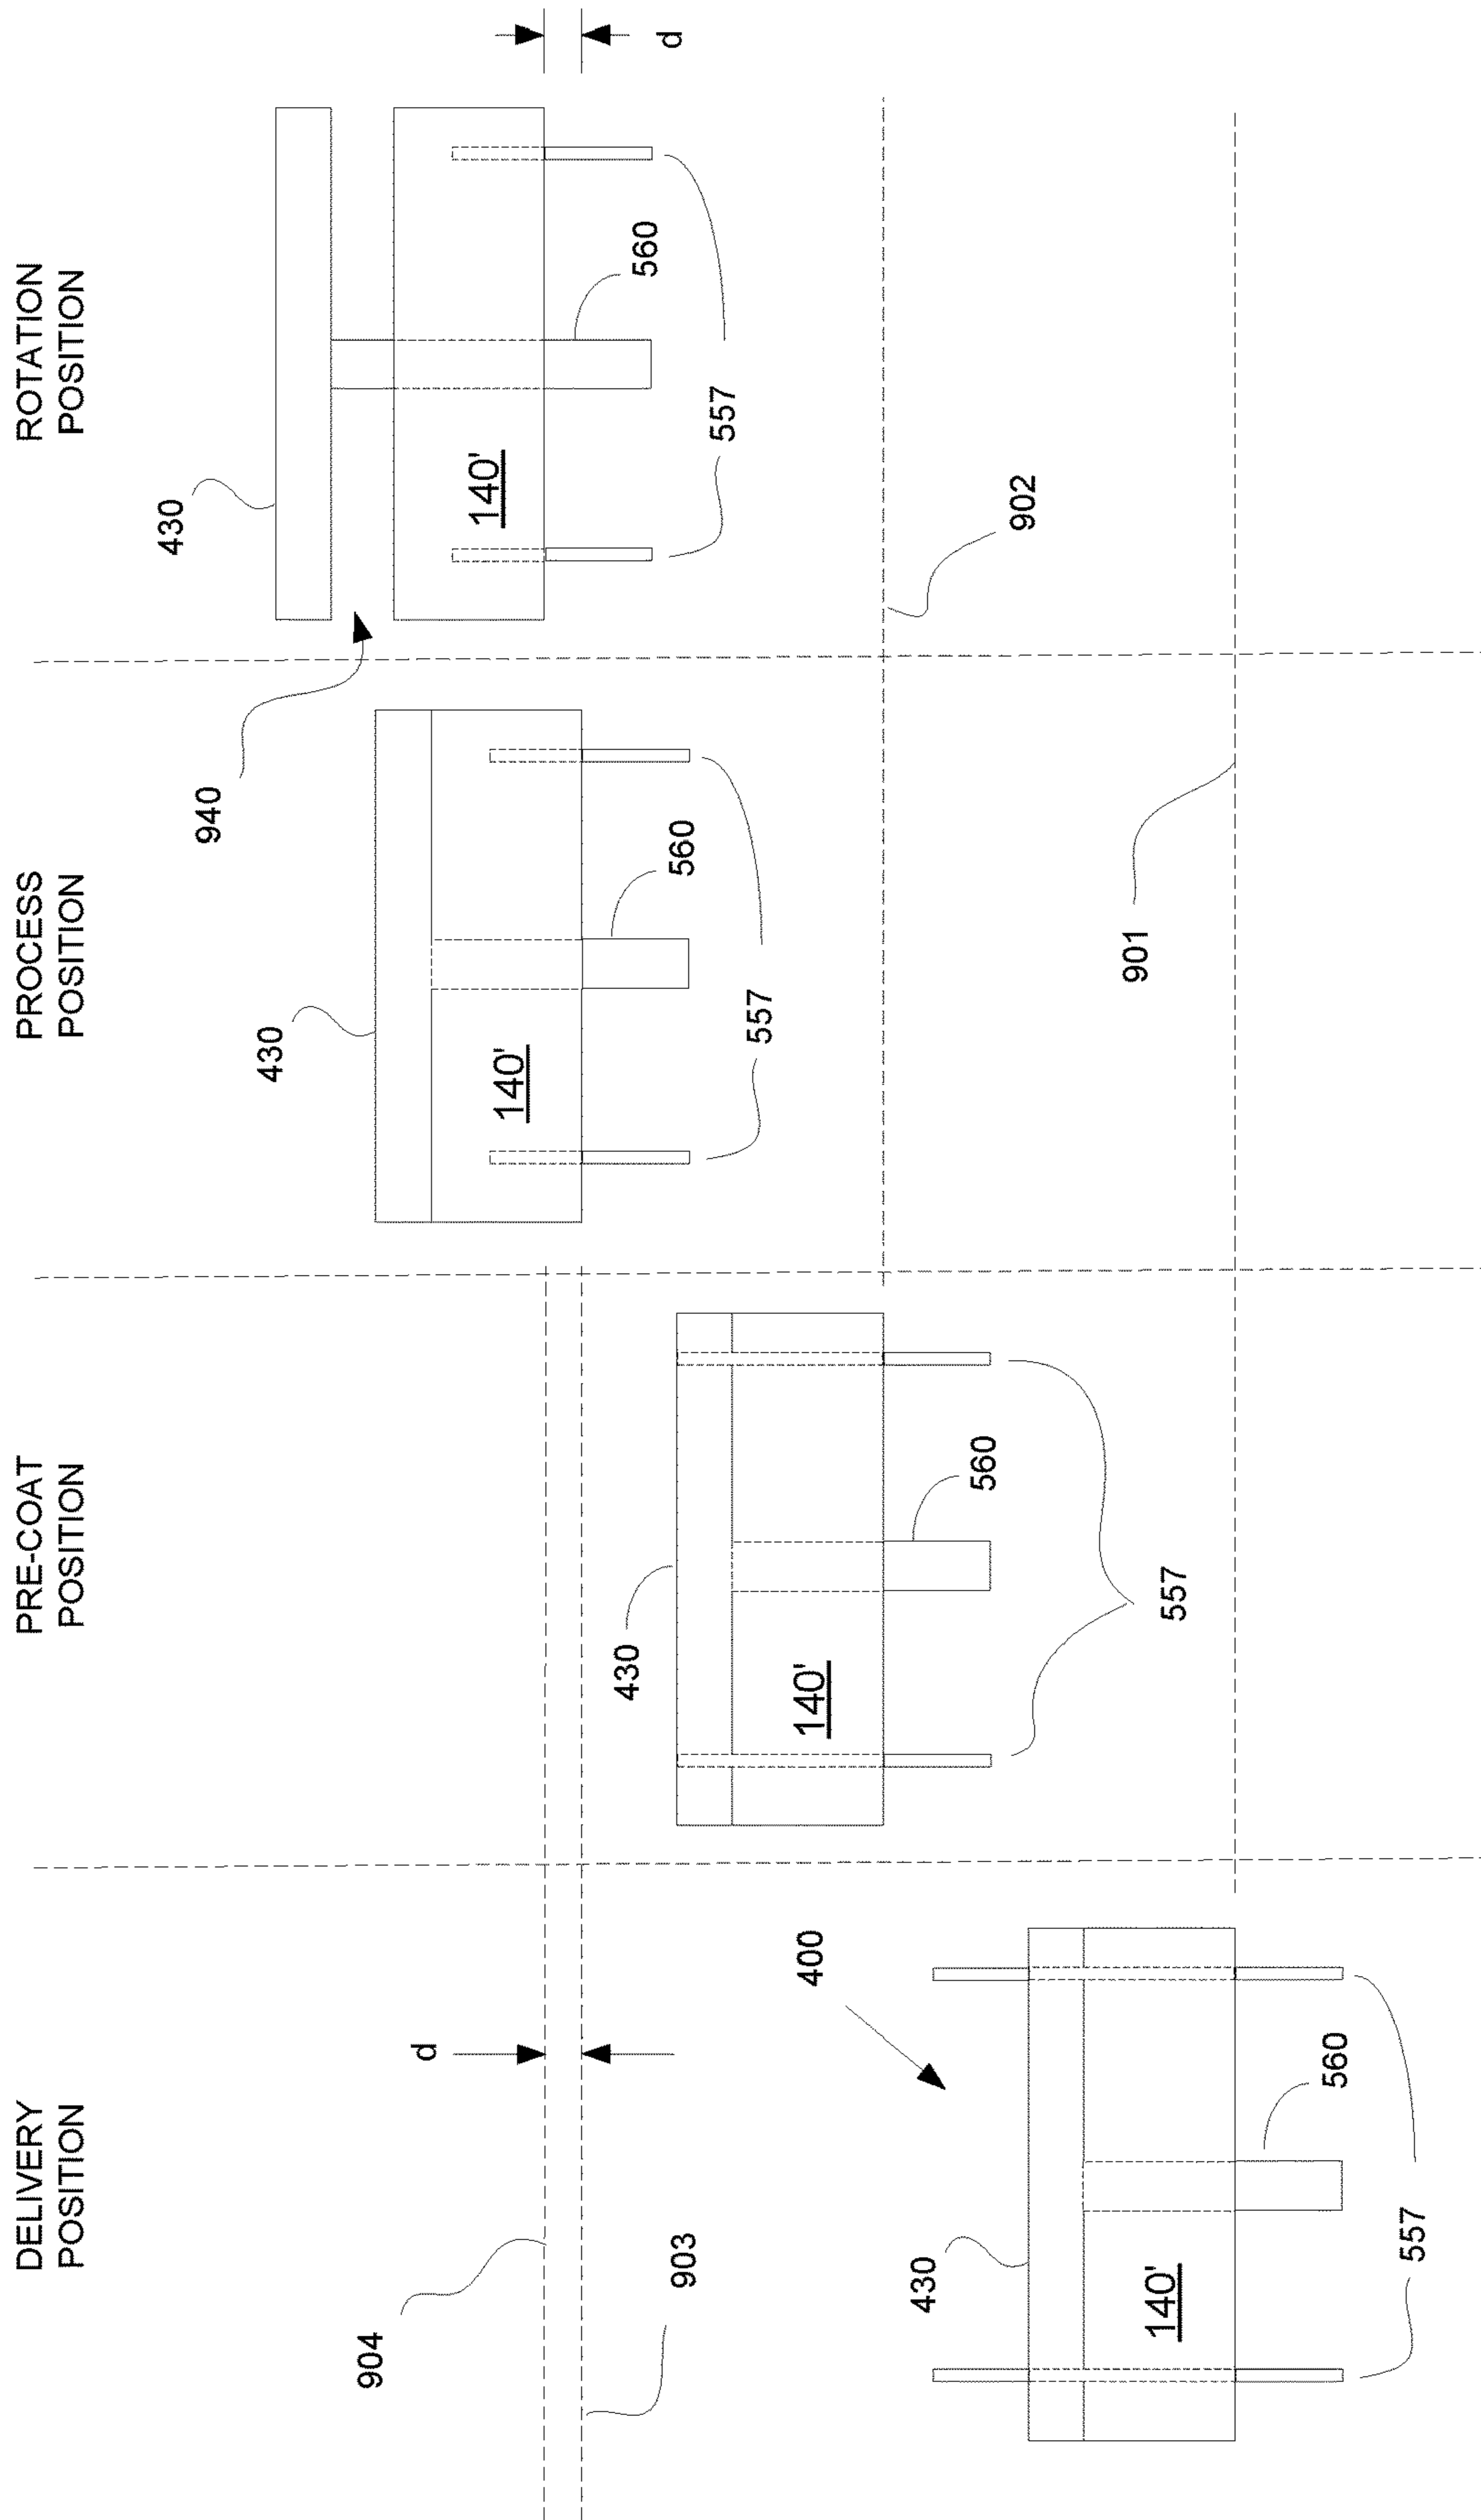 DELIVERY
POSITION
904
d
903
400
430
140'
560
557
PRE-COAT
POSITION
430
140'
560
557
PROCESS
POSITION
430
140'
560
557
901
ROTATION
POSITION
430
940
140'
560
557
902
d